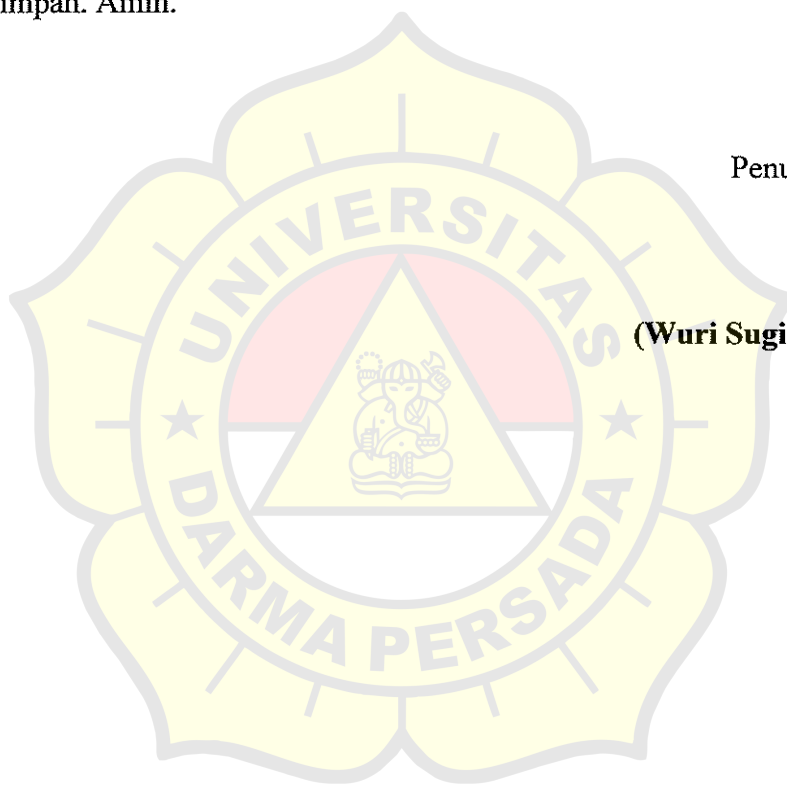 impah. Amin.
Penu
UNIVERSITAS
(Wuri Sugi
DARMA PERSADA